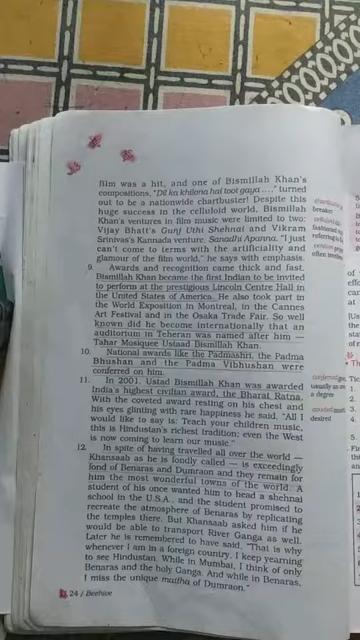 film was a hit, and one of Bismillah Khan's
compositions, "Dil ka khilona hai toot gaya ....," turned
out to be a nationwide chartbuster! Despite this
huge success in the celluloid world, Bismillah
Khan's ventures in film music were limited to two:
Vijay Bhatt's Gunj Uthi Shehnai and Vikram
Srinivas's Kannada venture, Sanadhi Apanna. "I just
can't come to terms with the artificiality and
glamour of the film world," he says with emphasis.
9. Awards and recognition came thick and fast.
Bismillah Khan became the first Indian to be invited
to perform at the prestigious Lincoln Centre Hall in
the United States of America. He also took part in
the World Exposition in Montreal, in the Cannes
Art Festival and in the Osaka Trade Fair. So well
known did he become internationally that an
auditorium in Teheran was named after him —
Tahar Mosiquee Ustaad Bismillah Khan.
10. National awards like the Padmashri, the Padma
Bhushan and the Padma Vibhushan were
conferred on him.
11. In 2001, Ustad Bismillah Khan was awarded
India's highest civilian award, the Bharat Ratna.
With the coveted award resting on his chest and
his eyes glinting with rare happiness he said, "All I
would like to say is: Teach your children music,
this is Hindustan's richest tradition; even the West
is now coming to learn our music."
12. In spite of having travelled all over the world —
Khansaab as he is fondly called — is exceedingly
fond of Benaras and Dumraon and they remain for
him the most wonderful towns of the world. A
student of his once wanted him to head a shehnai
school in the U.S.A., and the student promised to
recreate the atmosphere of Benaras by replicating
the temples there. But Khansaab asked him if he
would be able to transport River Ganga as well.
Later he is remembered to have said, "That is why
whenever I am in a foreign country, I keep yearning
to see Hindustan. While in Mumbai, I think of only
Benaras and the holy Ganga. And while in Benaras,
I miss the unique mattha of Dumraon."
24 / Beehive